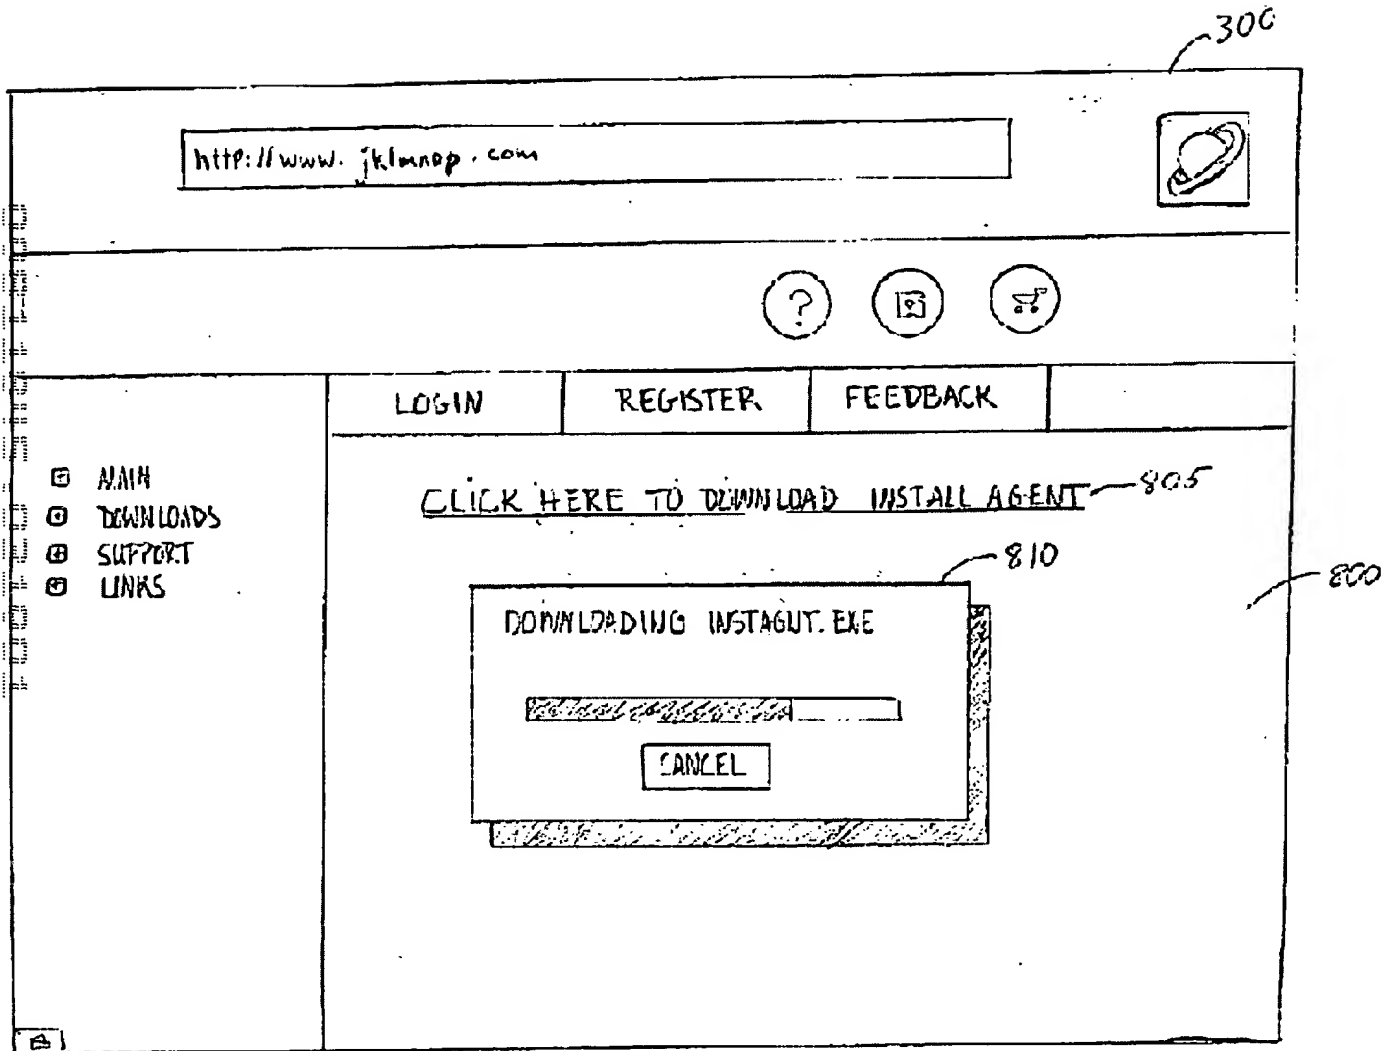 300
http://www.jklmnop.com
?
LOGIN REGISTER FEEDBACK
MAIN
DOWNLOADS
SUPPORT
LINKS
CLICK HERE TO DOWNLOAD INSTALL AGENT 805
810
800
DOWNLOADING INSTAGNT.EXE
CANCEL